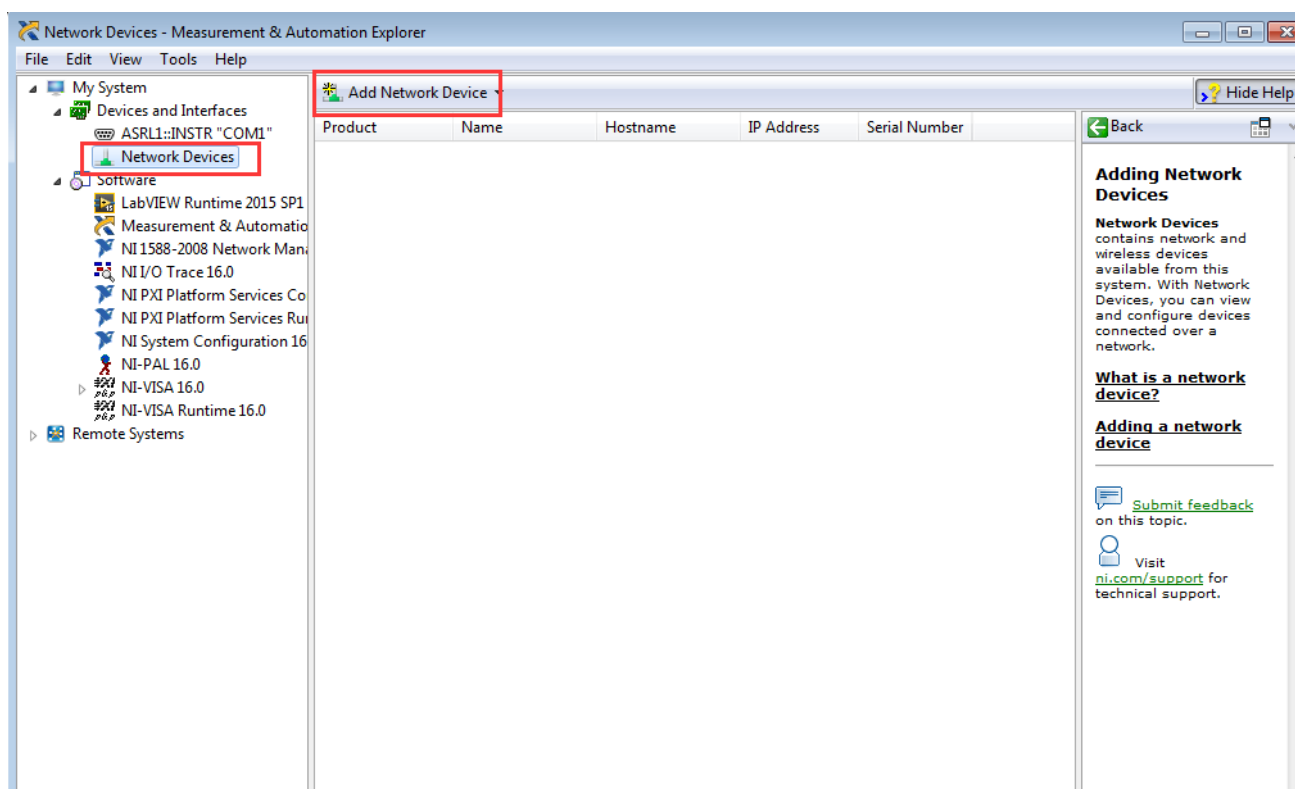 Network Devices - Measurement & Automation Explorer
File Edit View Tools Help
My System
Devices and Interfaces
ASRL1::INSTR "COM1"
Network Devices
Software
LabVIEW Runtime 2015 SP1
Measurement & Automatio
NI 1588-2008 Network Man
NI I/O Trace 16.0
NI PXI Platform Services Co
NI PXI Platform Services Ru
NI System Configuration 16
NI-PAL 16.0
NI-VISA 16.0
NI-VISA Runtime 16.0
Remote Systems
Add Network Device
Hide Help
Product Name Hostname IP Address Serial Number
Back
Adding Network
Devices
Network Devices
contains network and
wireless devices
available from this
system. With Network
Devices, you can view
and configure devices
connected over a
network.
What is a network
device?
Adding a network
device
Submit feedback
on this topic.
Visit
ni.com/support for
technical support.